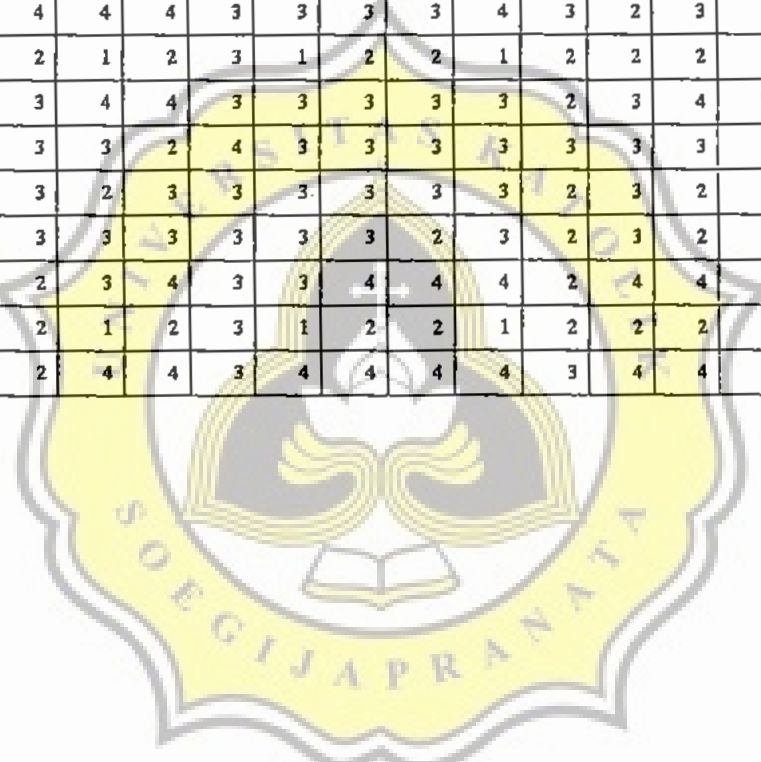 4 4 4 3 3 3 3 4 3 2 3
2 1 2 3 1 2 2 1 2 2 2
3 4 4 3 3 3 3 3 2 3 4
3 3 2 4 3 3 3 3 3 3 3
3 2 3 3 3 3 3 3 2 3 2
3 3 3 3 3 3 2 3 2 3 2
2 3 4 3 3 4 4 4 2 4 4
2 1 2 3 1 2 2 1 2 2 2
2 4 4 3 4 4 4 4 3 4 4
UNIVERSITAS KATOLIK
SOEGIJAPRANATA